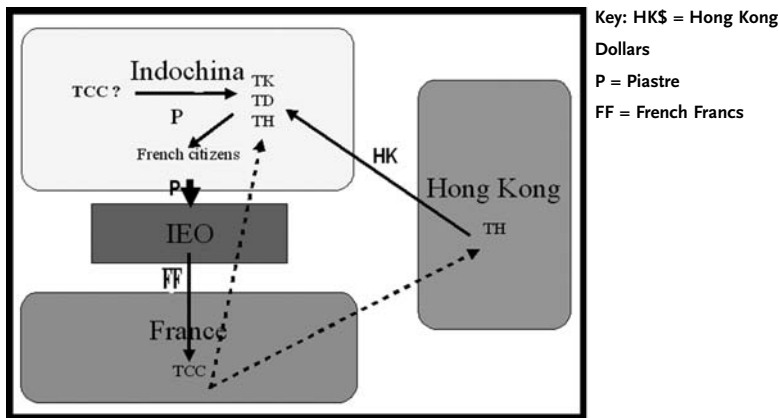 Indochina
TCC ?
TK
TD
TH
P
French citizens
P
IEO
FF
France
TCC
HK
Hong Kong
TH
Key: HK$ = Hong Kong
Dollars
P = Piastre
FF = French Francs